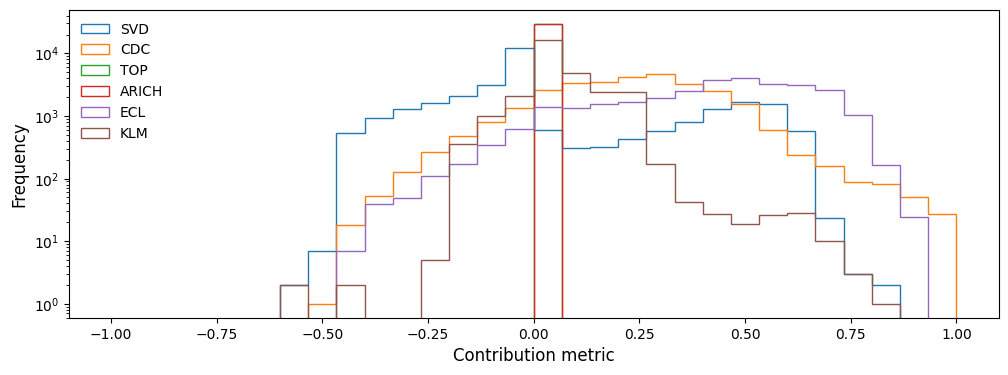 SVD
CDC
TOP
ARICH
ECL
KLM
Frequency
10⁴
10³
10²
10¹
10⁰
−1.00 −0.75 −0.50 −0.25 0.00 0.25 0.50 0.75 1.00
Contribution metric